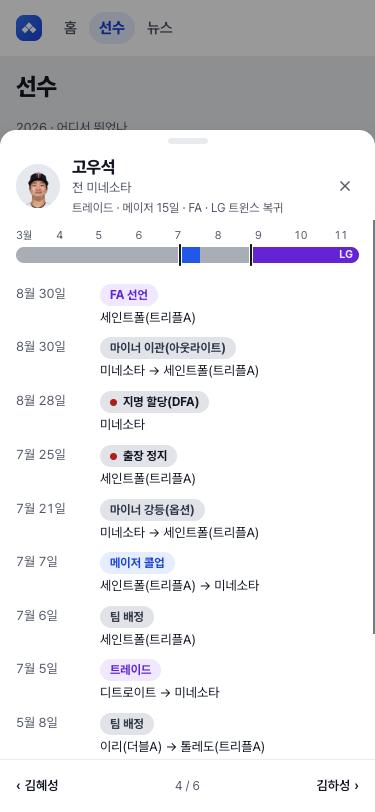 홈 선수 뉴스
선수
2026 · 어디서 뛰었나
고우석
전 미네소타
트레이드 · 메이저 15일 · FA · LG 트윈스 복귀
3월 4 5 6 7 8 9 10 11
LG
8월 30일 FA 선언
세인트폴(트리플A)
8월 30일 마이너 이관(아웃라이트)
미네소타 → 세인트폴(트리플A)
8월 28일 지명 할당(DFA)
미네소타
7월 25일 출장 정지
세인트폴(트리플A)
7월 21일 마이너 강등(옵션)
미네소타 → 세인트폴(트리플A)
7월 7일 메이저 콜업
세인트폴(트리플A) → 미네소타
7월 6일 팀 배정
세인트폴(트리플A)
7월 5일 트레이드
디트로이트 → 미네소타
5월 8일 팀 배정
이리(더블A) → 톨레도(트리플A)
‹ 김혜성 4 / 6 김하성 ›